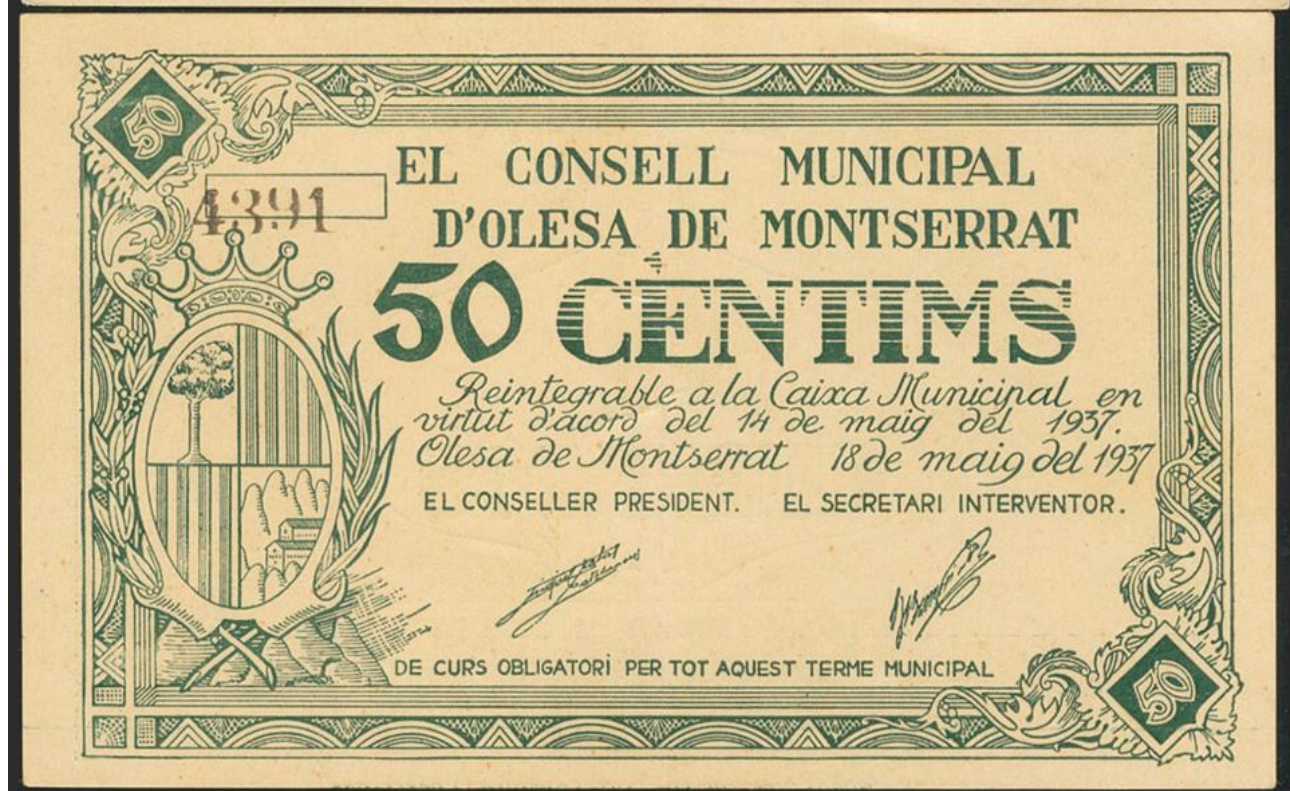 50
EL CONSELL MUNICIPAL
4391
D'OLESA DE MONTSERRAT
50 CÈNTIMS
Reintegrable a la Caixa Municipal en
virtut d'acord del 14 de maig del 1937.
Olesa de Montserrat 18 de maig del 1937
EL CONSELLER PRESIDENT. EL SECRETARI INTERVENTOR.
DE CURS OBLIGATORI PER TOT AQUEST TERME MUNICIPAL
50